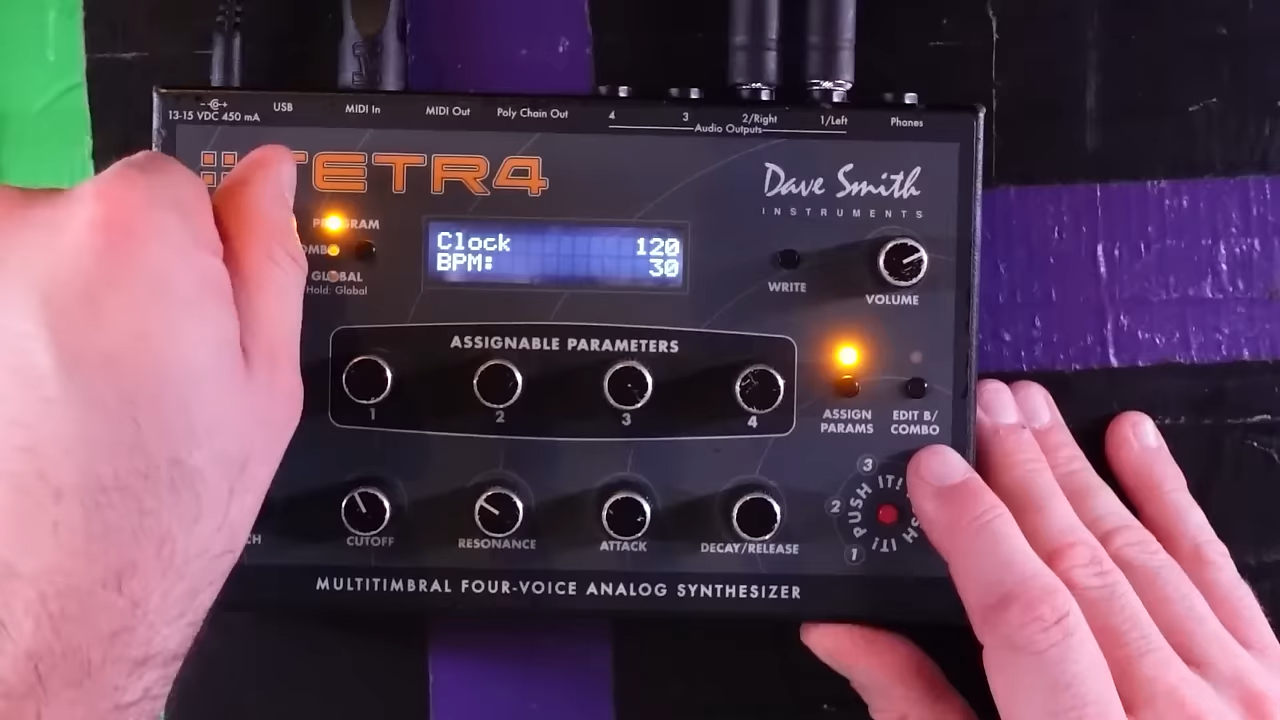 13-15 VDC 450 mA
USB
MIDI In
MIDI Out
Poly Chain Out
4
3
2/Right
1/Left
Audio Outputs
Phones
TETR4
Dave Smith
INSTRUMENTS
PROGRAM
GLOBAL
Hold: Global
Clock 120
BPM: 30
WRITE
VOLUME
ASSIGNABLE PARAMETERS
1
2
3
4
ASSIGN
PARAMS
EDIT B/
COMBO
3
2
1
PUSH IT!
IT!
CUTOFF
RESONANCE
ATTACK
DECAY/RELEASE
MULTITIMBRAL FOUR-VOICE ANALOG SYNTHESIZER